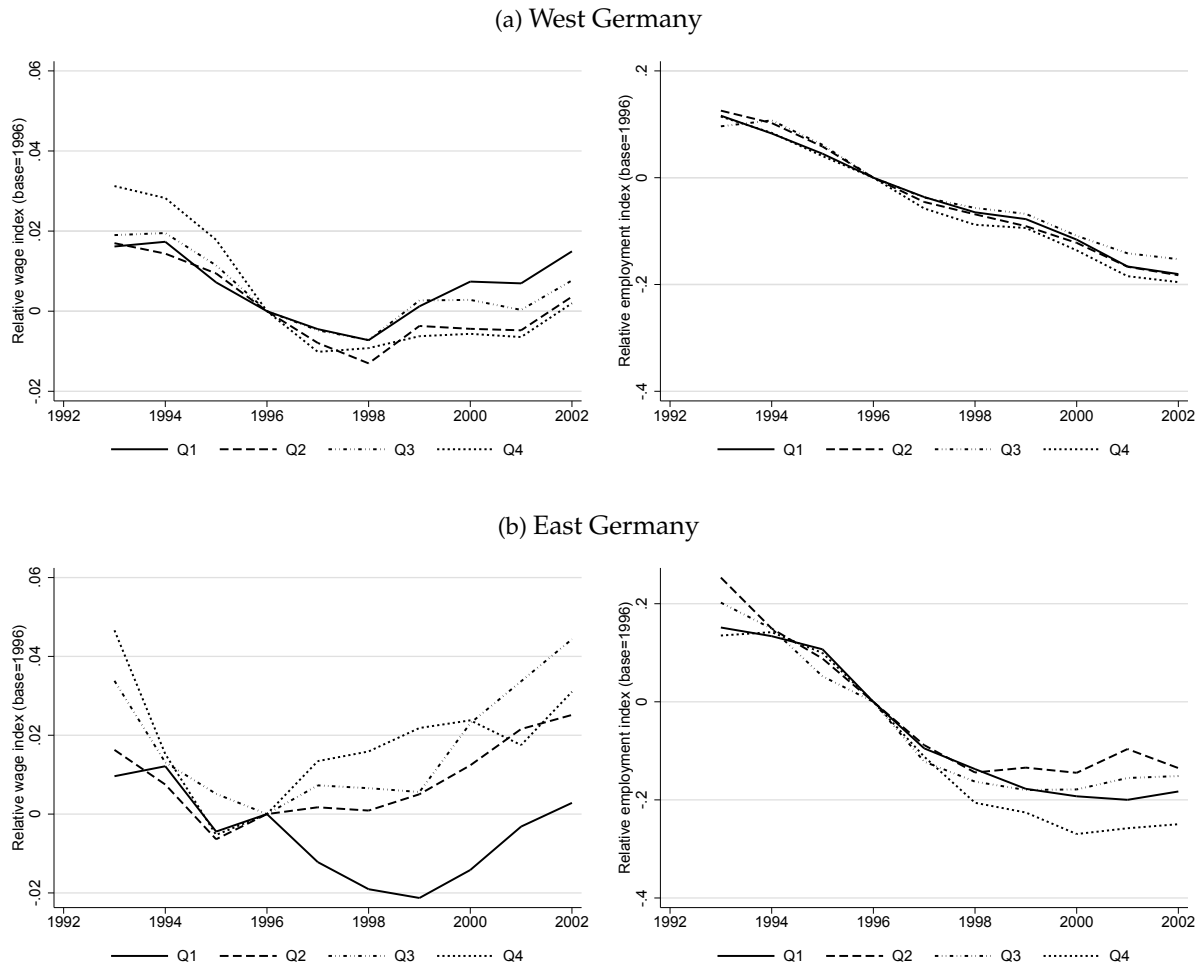 (a) West Germany
Relative wage index (base=1996)
.06
.04
.02
0
-.02
1992 1994 1996 1998 2000 2002
Q1 Q2 Q3 Q4
Relative employment index (base=1996)
.2
0
-.2
-.4
1992 1994 1996 1998 2000 2002
Q1 Q2 Q3 Q4
(b) East Germany
Relative wage index (base=1996)
.06
.04
.02
0
-.02
1992 1994 1996 1998 2000 2002
Q1 Q2 Q3 Q4
Relative employment index (base=1996)
.2
0
-.2
-.4
1992 1994 1996 1998 2000 2002
Q1 Q2 Q3 Q4